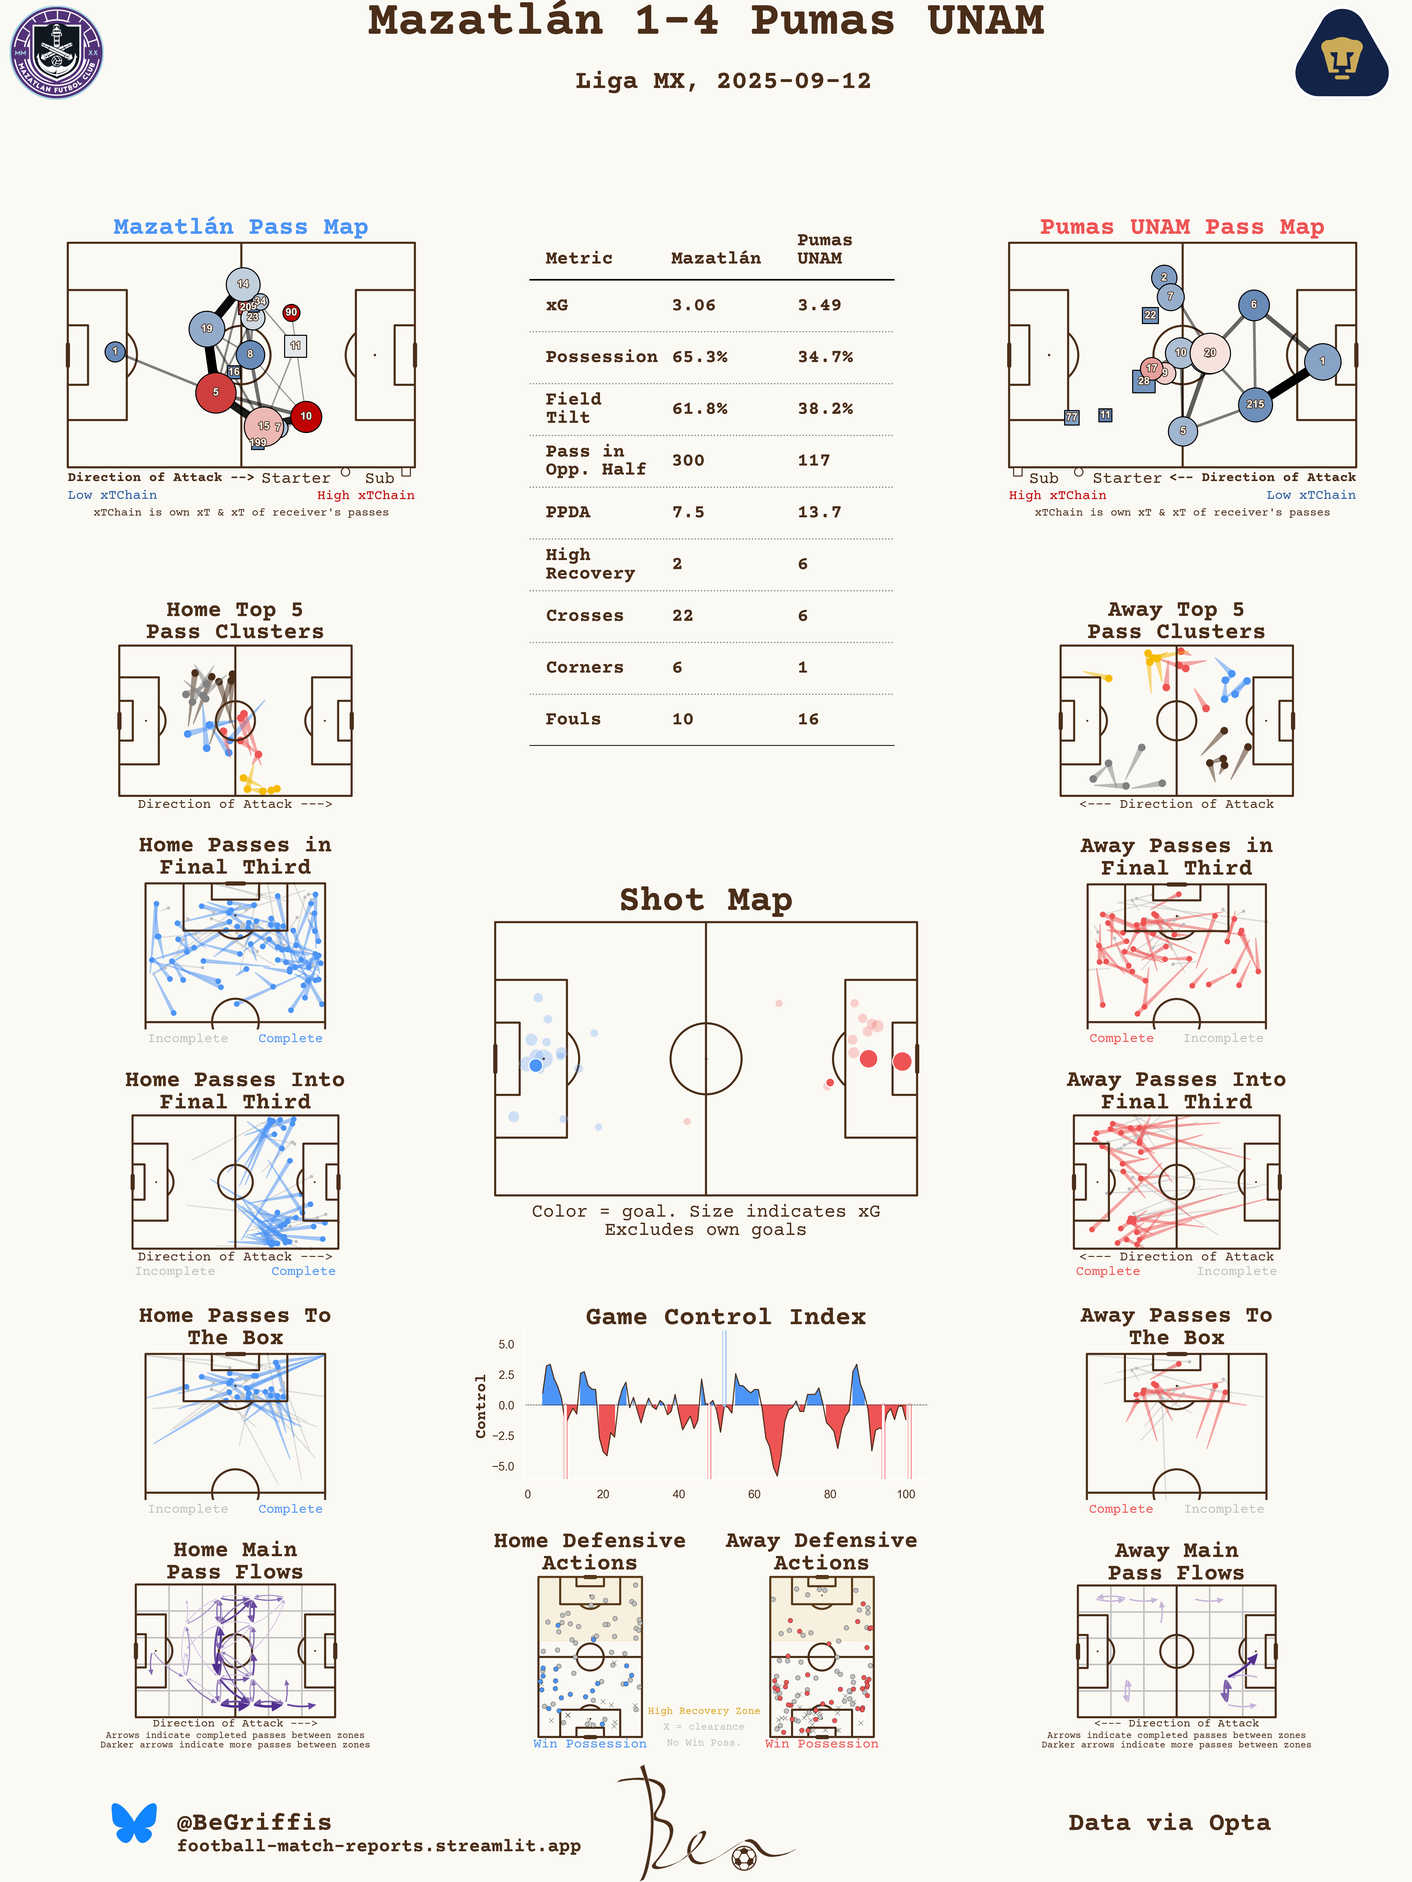 Mazatlán 1-4 Pumas UNAM
Liga MX, 2025-09-12
MM XX
MAZATLAN FUTBOL CLUB
Mazatlán Pass Map
14
34
209
23
90
19
11
1
8
16
5
10
15
7
199
Direction of Attack --> Starter Sub
Low xTChain High xTChain
xTChain is own xT & xT of receiver's passes
Metric Mazatlán Pumas UNAM
xG 3.06 3.49
Possession 65.3% 34.7%
Field Tilt 61.8% 38.2%
Pass in Opp. Half 300 117
PPDA 7.5 13.7
High Recovery 2 6
Crosses 22 6
Corners 6 1
Fouls 10 16
Pumas UNAM Pass Map
2
7
6
22
10
20
1
17
9
28
215
77
11
5
Sub Starter <-- Direction of Attack
High xTChain Low xTChain
xTChain is own xT & xT of receiver's passes
Home Top 5
Pass Clusters
Direction of Attack --->
Away Top 5
Pass Clusters
<--- Direction of Attack
Home Passes in
Final Third
Incomplete Complete
Away Passes in
Final Third
Complete Incomplete
Shot Map
Color = goal. Size indicates xG
Excludes own goals
Home Passes Into
Final Third
Direction of Attack --->
Incomplete Complete
Away Passes Into
Final Third
<--- Direction of Attack
Complete Incomplete
Home Passes To
The Box
Incomplete Complete
Game Control Index
Control
5.0
2.5
0.0
−2.5
−5.0
0 20 40 60 80 100
Away Passes To
The Box
Complete Incomplete
Home Main
Pass Flows
Direction of Attack --->
Arrows indicate completed passes between zones
Darker arrows indicate more passes between zones
Home Defensive
Actions
Win Possession
High Recovery Zone
X = clearance
No Win Poss.
Away Defensive
Actions
Win Possession
Away Main
Pass Flows
<--- Direction of Attack
Arrows indicate completed passes between zones
Darker arrows indicate more passes between zones
@BeGriffis
football-match-reports.streamlit.app
Ben
Data via Opta